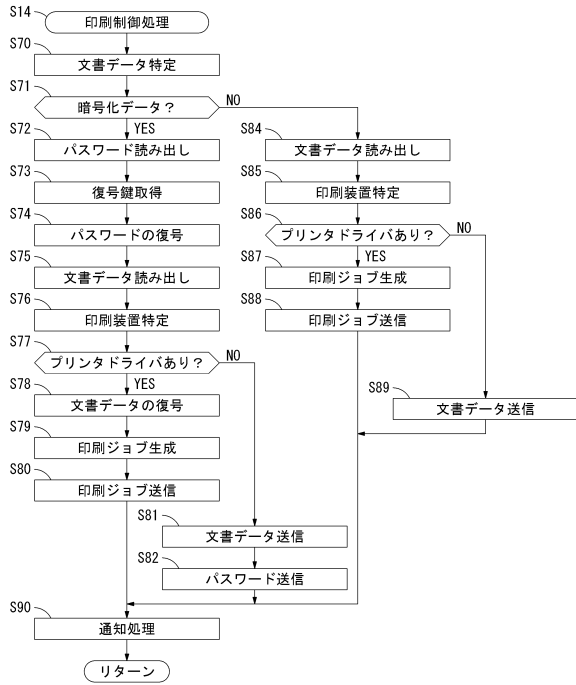 S14
印刷制御処理
S70
文書データ特定
S71
暗号化データ？
NO
YES
S72
パスワード読み出し
S73
復号鍵取得
S74
パスワードの復号
S75
文書データ読み出し
S76
印刷装置特定
S77
プリンタドライバあり？
NO
YES
S78
文書データの復号
S79
印刷ジョブ生成
S80
印刷ジョブ送信
S81
文書データ送信
S82
パスワード送信
S84
文書データ読み出し
S85
印刷装置特定
S86
プリンタドライバあり？
NO
YES
S87
印刷ジョブ生成
S88
印刷ジョブ送信
S89
文書データ送信
S90
通知処理
リターン